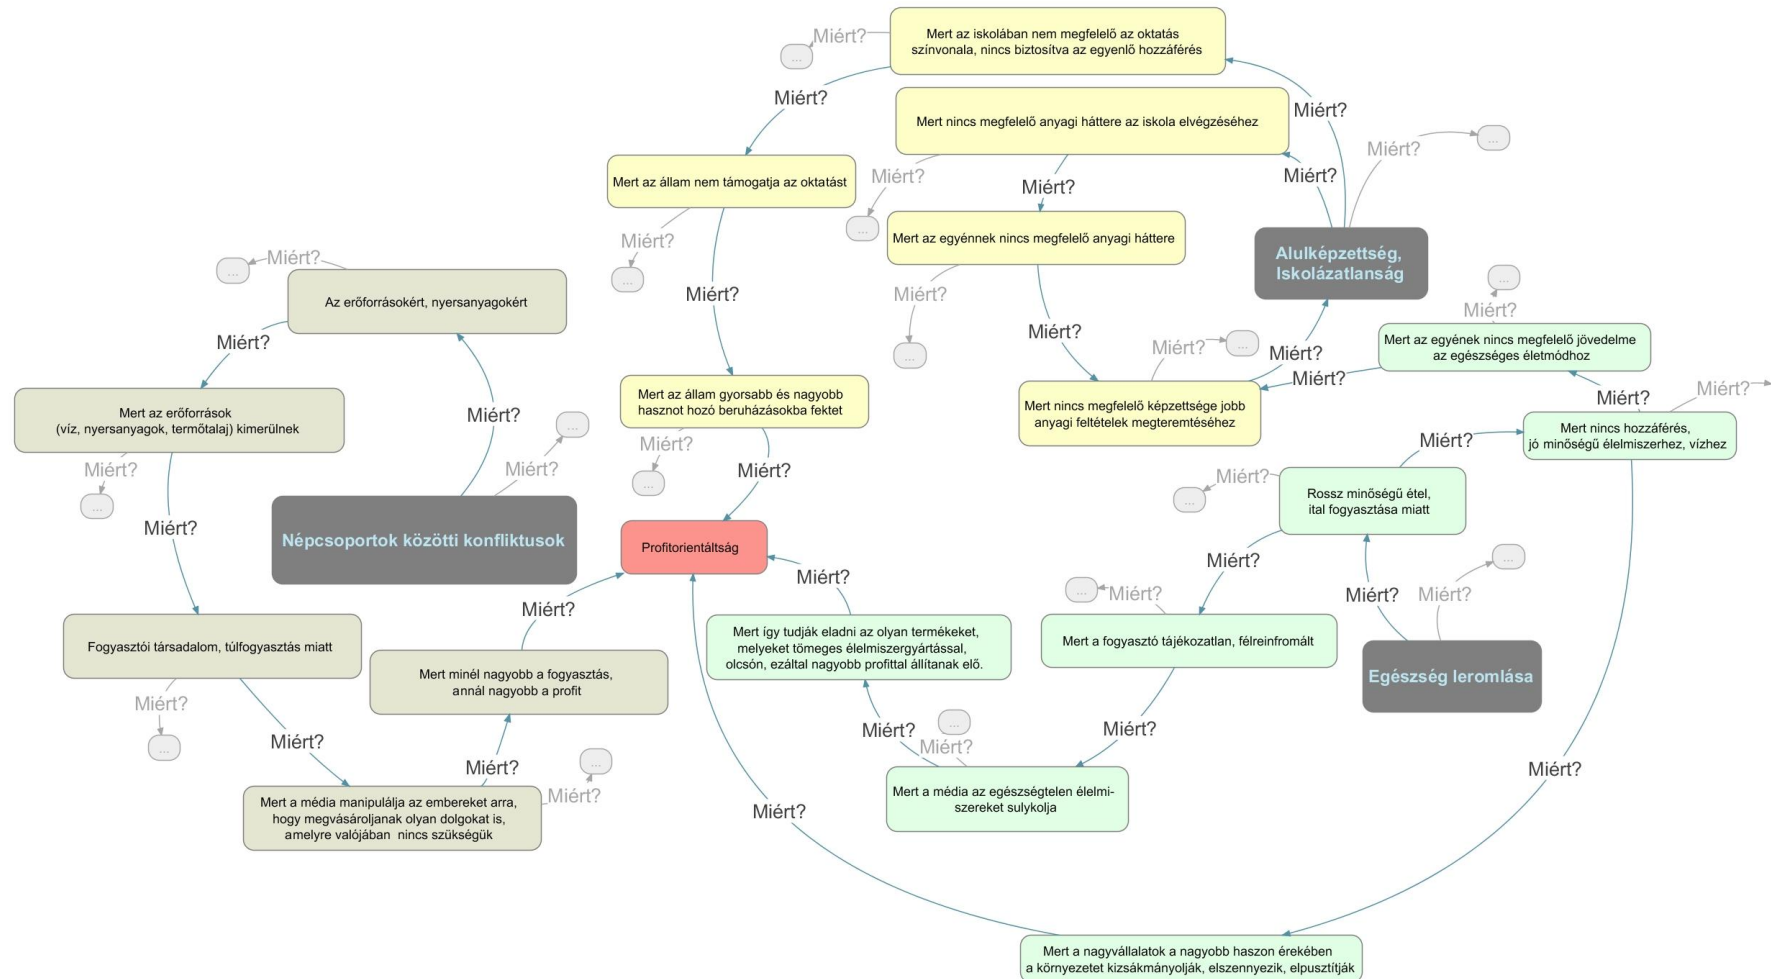 Miért?
...
Mert az iskolában nem megfelelő az oktatás
színvonala, nincs biztosítva az egyenlő hozzáférés
Miért?
Miért?
Mert nincs megfelelő anyagi háttere az iskola elvégzéséhez
Miért?
...
Miért?
Mert az állam nem támogatja az oktatást
Miért?
...
Miért?
Mert az egyénnek nincs megfelelő anyagi háttere
Miért?
...
Miért?
...
Alulképzettség,
Iskolázatlanság
Miért?
Miért?
...
Miért?
Mert az állam gyorsabb és nagyobb
hasznot hozó beruházásokba fektet
Miért?
...
Miért?
Mert nincs megfelelő képzettsége jobb
anyagi feltételek megteremtéséhez
Miért?
...
Miért?
Miért?
...
Miért?
Mert az egyének nincs megfelelő jövedelme
az egészséges életmódhoz
Miért?
Miért?
Miért?
Mert nincs hozzáférés,
jó minőségű élelmiszerhez, vízhez
Miért?
...
Miért?
Az erőforrásokért, nyersanyagokért
Miért?
Mert az erőforrások
(víz, nyersanyagok, termőtalaj) kimerülnek
Miért?
...
Miért?
Miért?
...
Miért?
Népcsoportok közötti konfliktusok
Profitorientáltság
Miért?
Miért?
Fogyasztói társadalom, túlfogyasztás miatt
Miért?
...
Miért?
Mert minél nagyobb a fogyasztás,
annál nagyobb a profit
Miért?
Miért?
...
Mert a média manipulálja az embereket arra,
hogy megvásároljanak olyan dolgokat is,
amelyre valójában nincs szükségük
Mert így tudják eladni az olyan termékeket,
melyeket tömeges élelmiszergyártással,
olcsón, ezáltal nagyobb profittal állítanak elő.
Miért?
...
Miért?
Mert a média az egészségtelen élelmi-
szereket sulykolja
Miért?
Mert a fogyasztó tájékozatlan, félreinfromált
Miért?
...
Miért?
Rossz minőségű étel,
ital fogyasztása miatt
Miért?
...
Miért?
Miért?
...
Egészség leromlása
Miért?
Miért?
Mert a nagyvállalatok a nagyobb haszon érekében
a környezetet kizsákmányolják, elszennyezik, elpusztítják